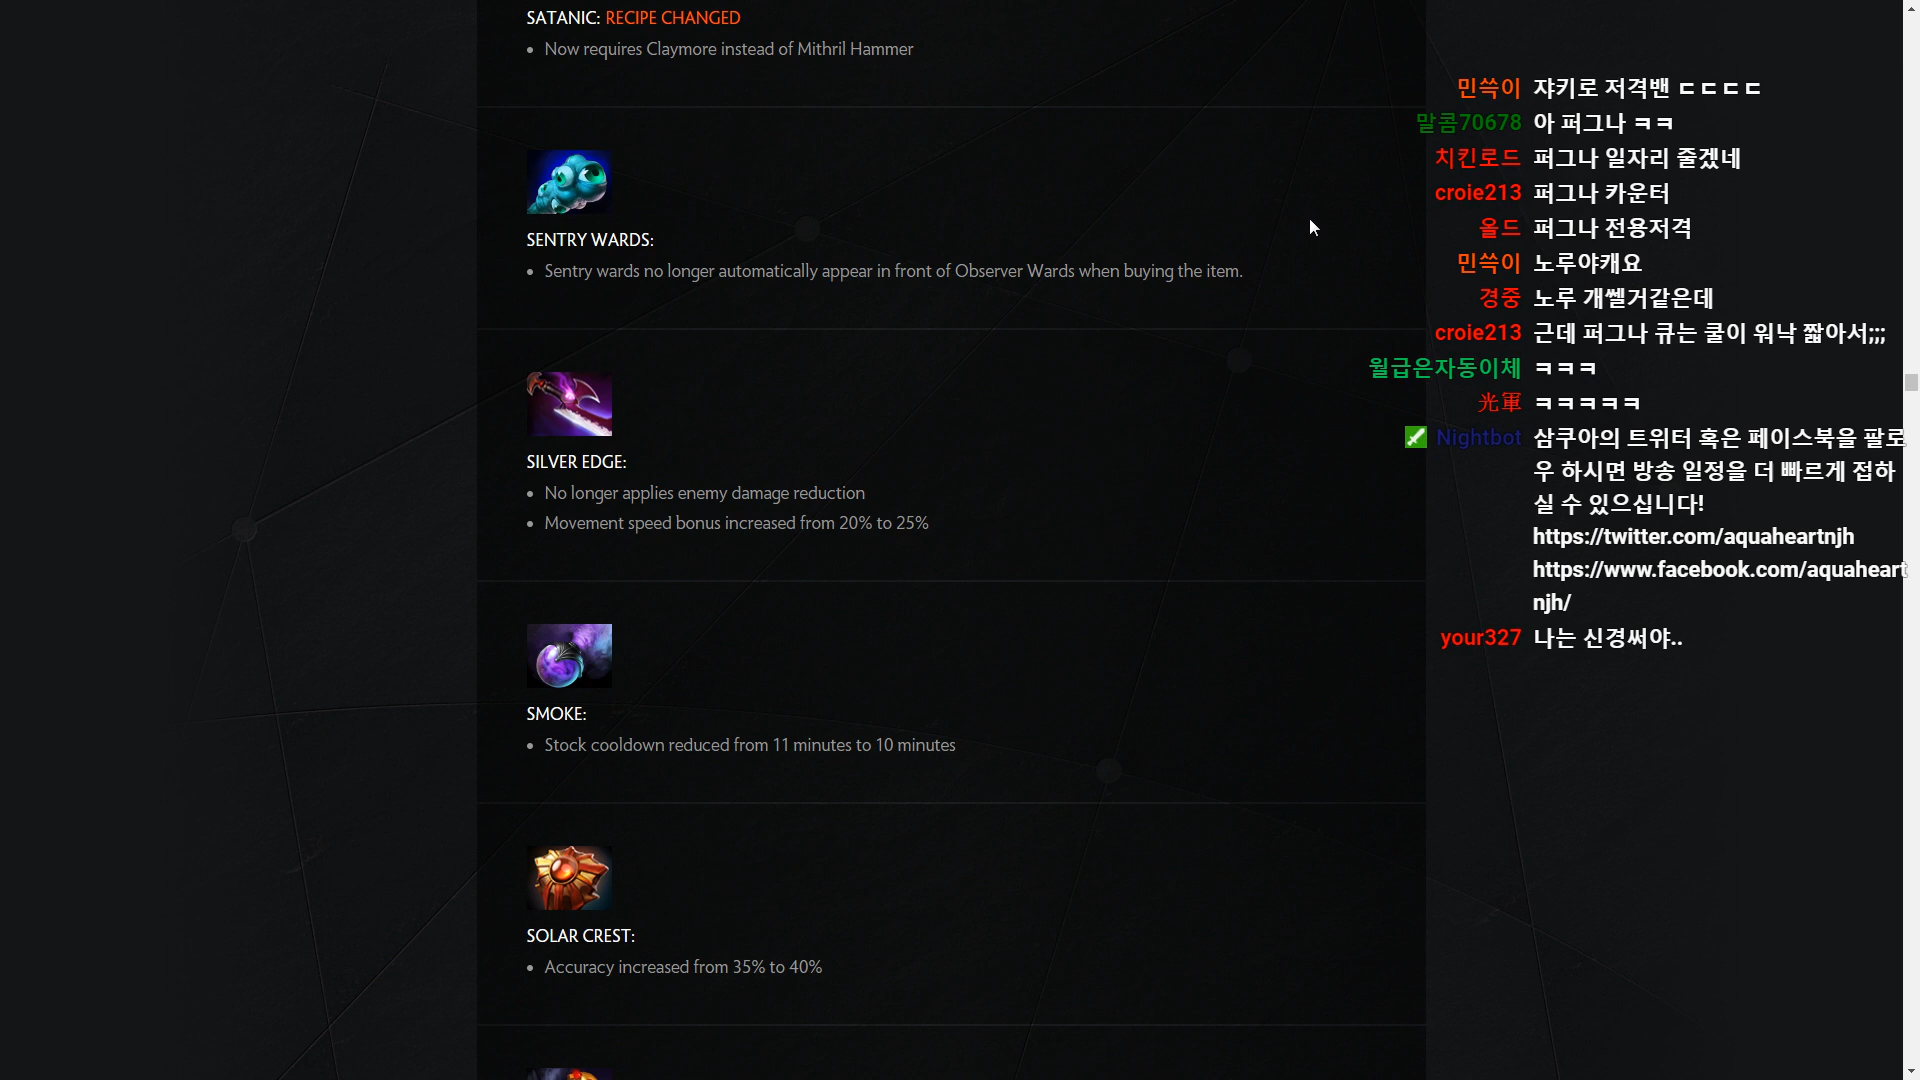 SATANIC: RECIPE CHANGED
Now requires Claymore instead of Mithril Hammer
SENTRY WARDS:
Sentry wards no longer automatically appear in front of Observer Wards when buying the item.
SILVER EDGE:
No longer applies enemy damage reduction
Movement speed bonus increased from 20% to 25%
SMOKE:
Stock cooldown reduced from 11 minutes to 10 minutes
SOLAR CREST:
Accuracy increased from 35% to 40%
민쓱이 쟈키로 저격밴 ㄷㄷㄷㄷ
말콤70678 아 퍼그나 ㅋㅋ
치킨로드 퍼그나 일자리 줄겠네
croie213 퍼그나 카운터
올드 퍼그나 전용저격
민쓱이 노루야캐요
경중 노루 개쎌거같은데
croie213 근데 퍼그나 큐는 쿨이 워낙 짧아서;;;
월급은자동이체 ㅋㅋㅋ
光軍 ㅋㅋㅋㅋㅋ
Nightbot 삼쿠아의 트위터 혹은 페이스북을 팔로
우 하시면 방송 일정을 더 빠르게 접하
실 수 있으십니다!
https://twitter.com/aquaheartnjh
https://www.facebook.com/aquaheart
njh/
your327 나는 신경써야..